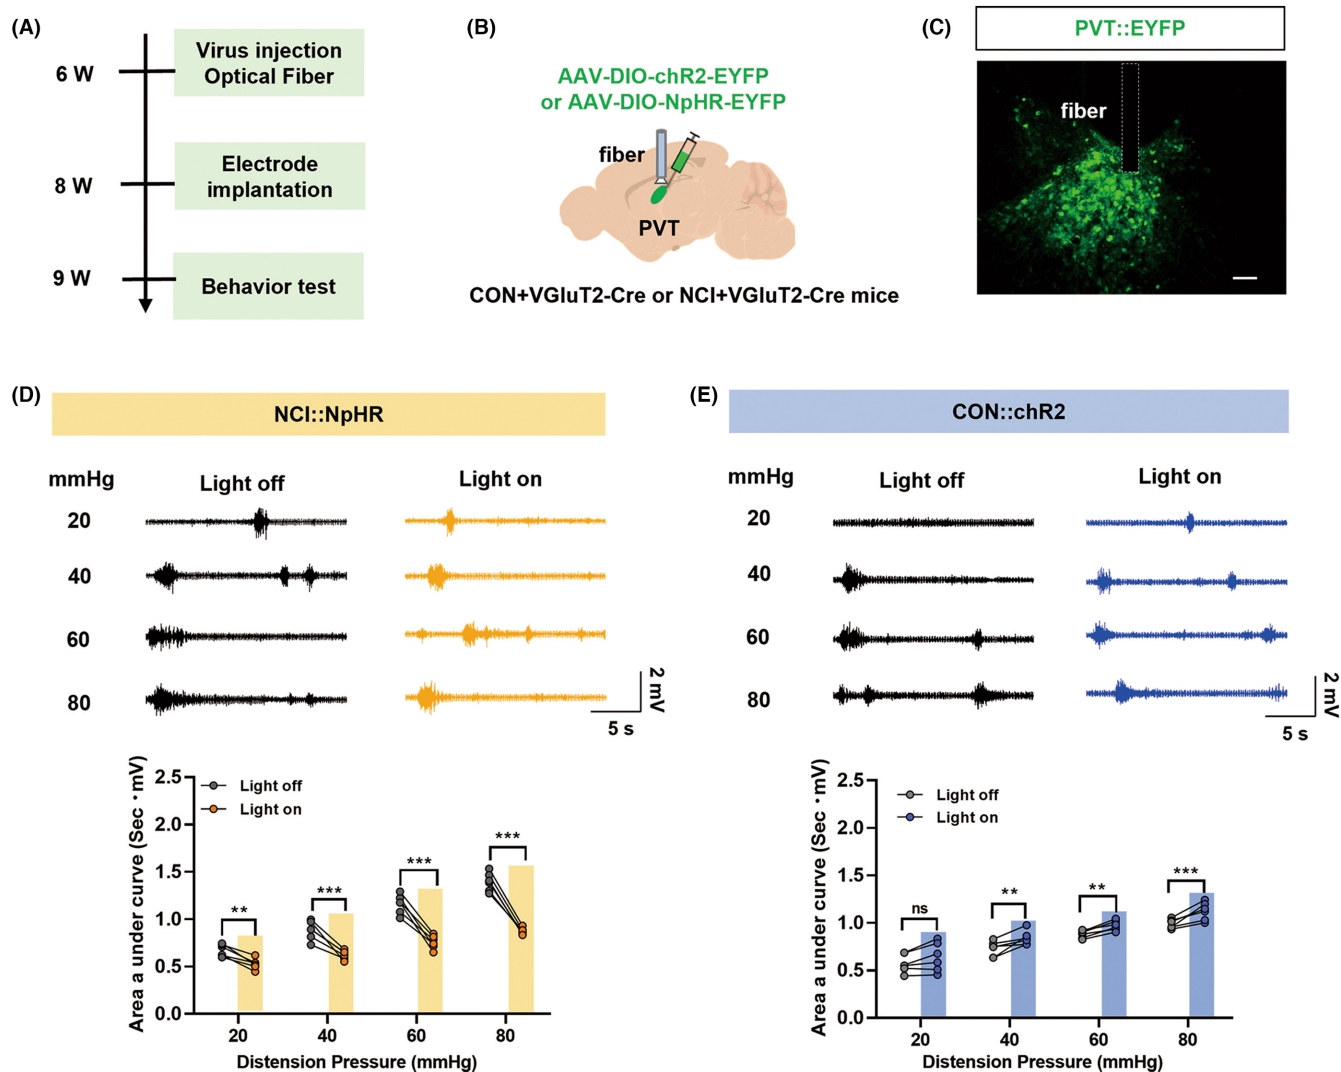 (A)
6 W
Virus injection
Optical Fiber
8 W
Electrode
implantation
9 W
Behavior test
(B)
AAV-DIO-chR2-EYFP
or AAV-DIO-NpHR-EYFP
fiber
PVT
CON+VGluT2-Cre or NCI+VGluT2-Cre mice
(C)
PVT::EYFP
fiber
(D)
NCI::NpHR
mmHg
Light off
Light on
20
40
60
80
2 mV
5 s
Area a under curve (Sec・mV)
2.5
2.0
1.5
1.0
0.5
0.0
Light off
Light on
**
***
***
***
20
40
60
80
Distension Pressure (mmHg)
(E)
CON::chR2
mmHg
Light off
Light on
20
40
60
80
2 mV
5 s
Area a under curve (Sec・mV)
2.5
2.0
1.5
1.0
0.5
0.0
Light off
Light on
ns
**
**
***
20
40
60
80
Distension Pressure (mmHg)